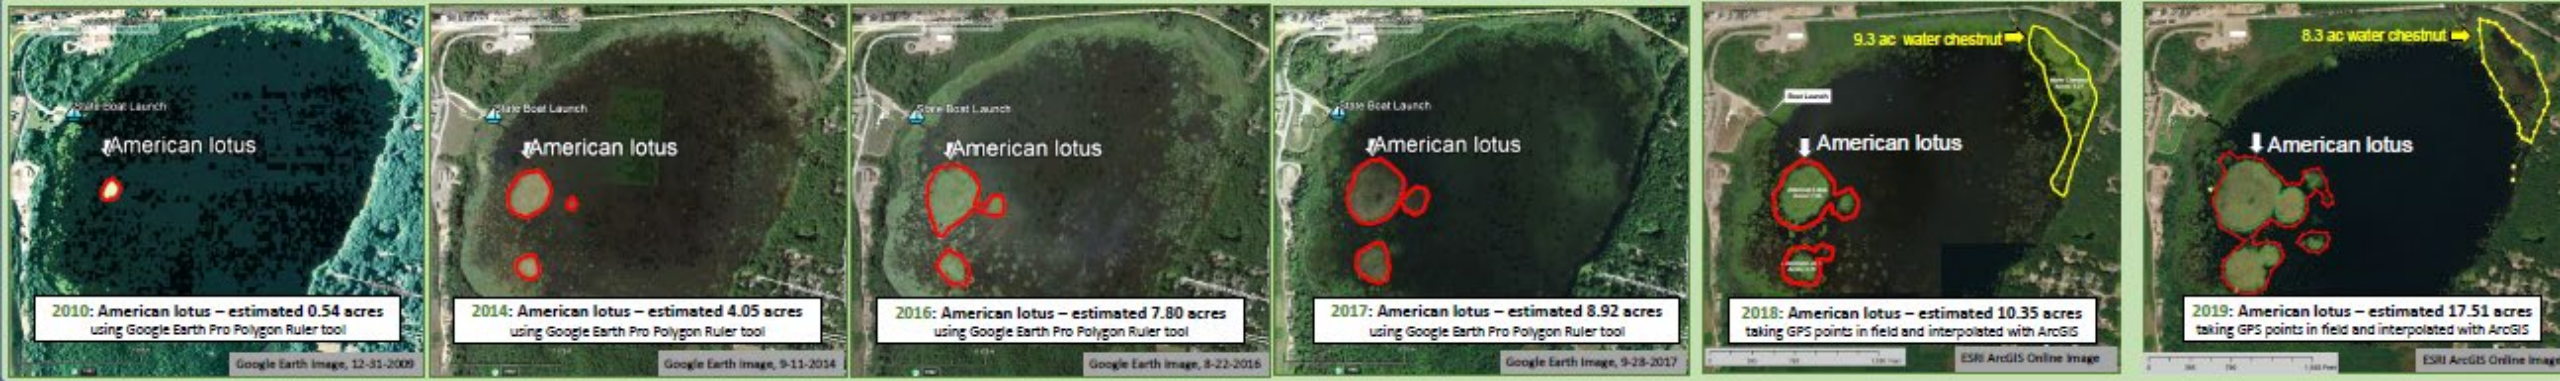 State Boat Launch
American lotus
2010: American lotus – estimated 0.54 acres
using Google Earth Pro Polygon Ruler tool
Google Earth Image, 12-31-2009
State Boat Launch
American lotus
2014: American lotus – estimated 4.05 acres
using Google Earth Pro Polygon Ruler tool
Google Earth Image, 9-11-2014
State Boat Launch
American lotus
2016: American lotus – estimated 7.80 acres
using Google Earth Pro Polygon Ruler tool
Google Earth Image, 8-22-2016
State Boat Launch
American lotus
2017: American lotus – estimated 8.92 acres
using Google Earth Pro Polygon Ruler tool
Google Earth Image, 9-28-2017
9.3 ac water chestnut
Boat Launch
American lotus
2018: American lotus – estimated 10.35 acres
taking GPS points in field and interpolated with ArcGIS
ESRI ArcGIS Online Image
8.3 ac water chestnut
American lotus
2019: American lotus – estimated 17.51 acres
taking GPS points in field and interpolated with ArcGIS
ESRI ArcGIS Online Image